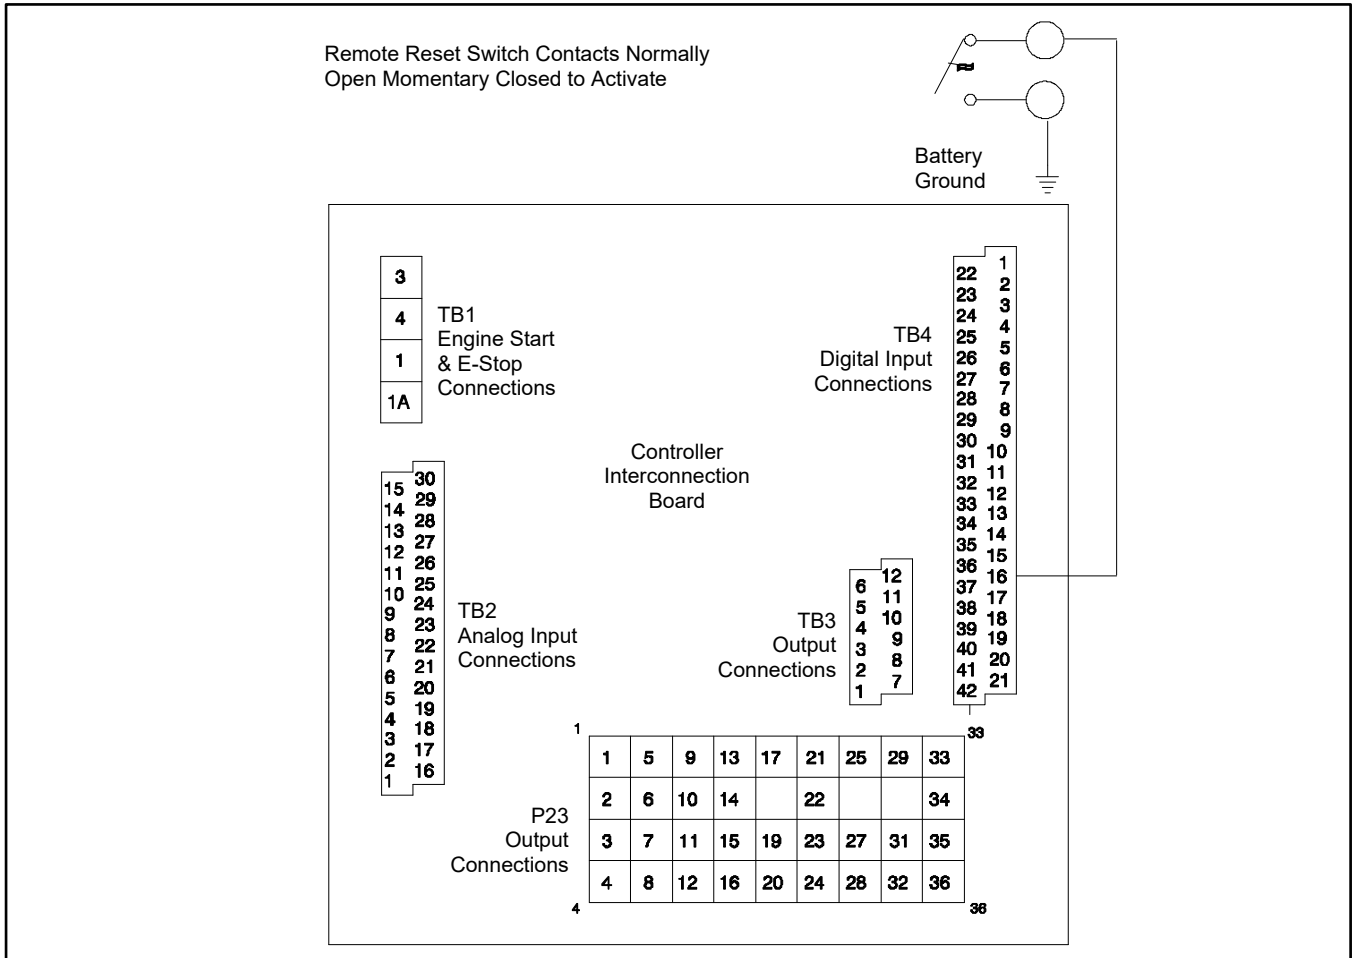 Remote Reset Switch Contacts Normally
Open Momentary Closed to Activate
Battery
Ground
3
4
1
1A
TB1
Engine Start
& E-Stop
Connections
TB4
Digital Input
Connections
22 1
23 2
24 3
25 4
26 5
27 6
28 7
29 8
30 9
31 10
32 11
33 12
34 13
35 14
36 15
37 16
38 17
39 18
40 19
41 20
42 21
Controller
Interconnection
Board
15 30
14 29
13 28
12 27
11 26
10 25
9 24
8 23
7 22
6 21
5 20
4 19
3 18
2 17
1 16
TB2
Analog Input
Connections
TB3
Output
Connections
6 12
5 11
4 10
3 9
2 8
1 7
P23
Output
Connections
1 33
1 5 9 13 17 21 25 29 33
2 6 10 14 22 34
3 7 11 15 19 23 27 31 35
4 8 12 16 20 24 28 32 36
4 36